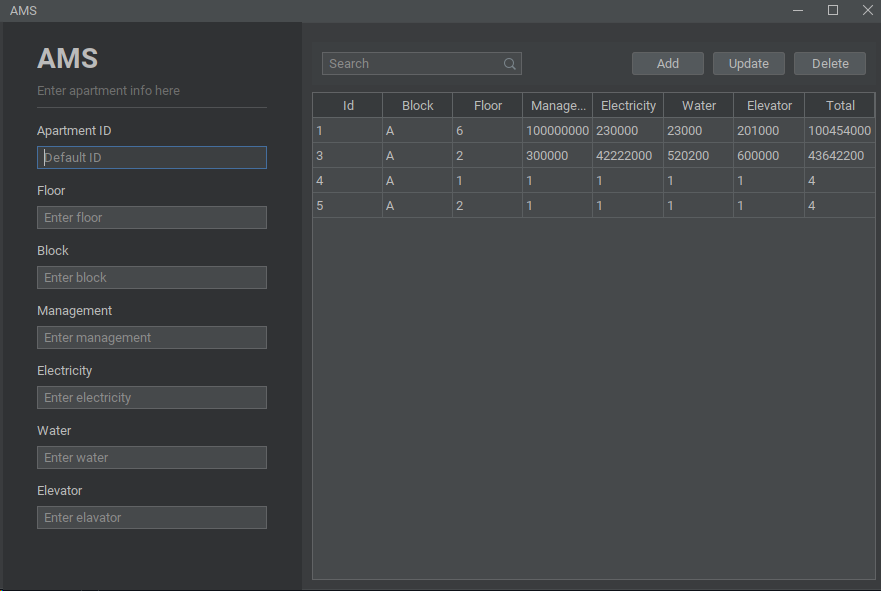 AMS
AMS
Enter apartment info here
Apartment ID
Default ID
Floor
Enter floor
Block
Enter block
Management
Enter management
Electricity
Enter electricity
Water
Enter water
Elevator
Enter elavator
Search
Add Update Delete
Id Block Floor Manage... Electricity Water Elevator Total
1 A 6 100000000 230000 23000 201000 100454000
3 A 2 300000 42222000 520200 600000 43642200
4 A 1 1 1 1 1 4
5 A 2 1 1 1 1 4